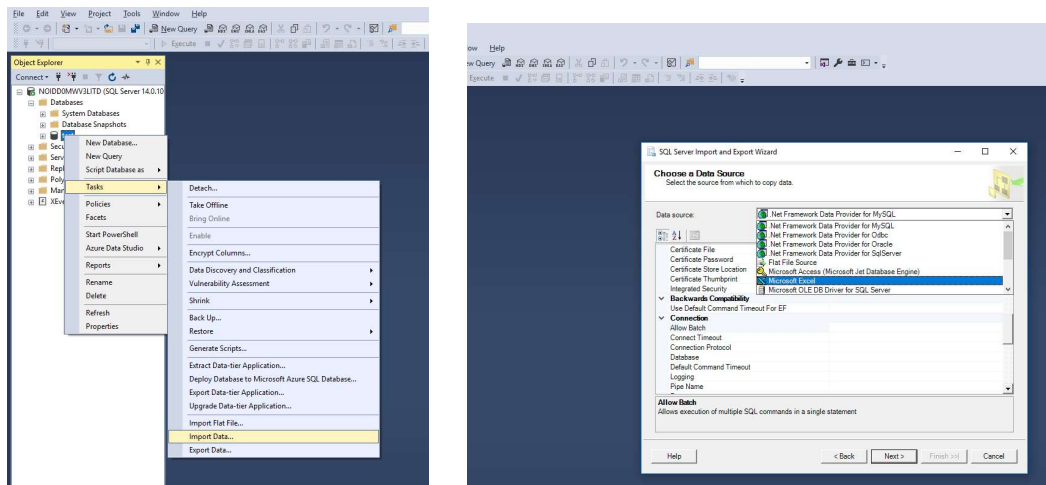 File Edit View Project Tools Window Help
New Query
Execute
Object Explorer
Connect
NOIDD0MWV3LITD (SQL Server 14.0.10
Databases
System Databases
Database Snapshots
Secu
Serv
Repl
Poly
Man
XEve
New Database...
New Query
Script Database as
Tasks
Policies
Facets
Start PowerShell
Azure Data Studio
Reports
Rename
Delete
Refresh
Properties
Detach...
Take Offline
Bring Online
Enable
Encrypt Columns...
Data Discovery and Classification
Vulnerability Assessment
Shrink
Back Up...
Restore
Generate Scripts...
Extract Data-tier Application...
Deploy Database to Microsoft Azure SQL Database...
Export Data-tier Application...
Upgrade Data-tier Application...
Import Flat File...
Import Data...
Export Data...
ow Help
ew Query
Execute
SQL Server Import and Export Wizard
Choose a Data Source
Select the source from which to copy data.
Data source: .Net Framework Data Provider for MySQL
.Net Framework Data Provider for MySQL
.Net Framework Data Provider for Odbc
.Net Framework Data Provider for Oracle
.Net Framework Data Provider for SqlServer
Flat File Source
Microsoft Access (Microsoft Jet Database Engine)
Microsoft Excel
Microsoft OLE DB Driver for SQL Server
Certificate File
Certificate Password
Certificate Store Location
Certificate Thumbprint
Integrated Security
Backwards Compatibility
Use Default Command Timeout For EF
Connection
Allow Batch
Connect Timeout
Connection Protocol
Database
Default Command Timeout
Logging
Pipe Name
Allow Batch
Allows execution of multiple SQL commands in a single statement
Help
< Back Next > Finish >>| Cancel